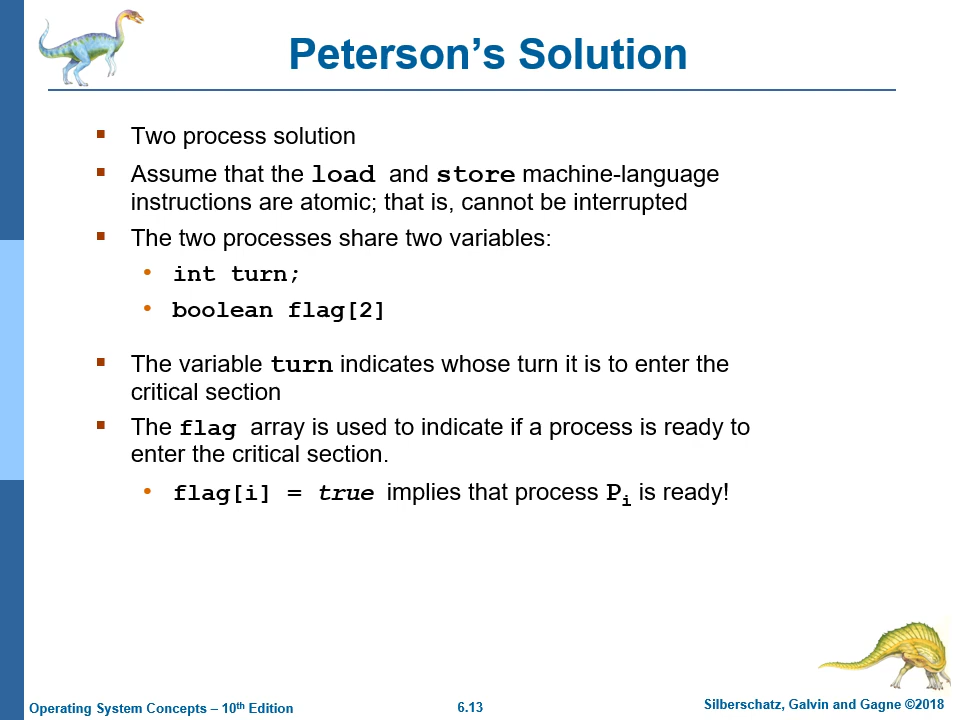 Peterson’s Solution
▪ Two process solution
▪ Assume that the load and store machine-language
instructions are atomic; that is, cannot be interrupted
▪ The two processes share two variables:
• int turn;
• boolean flag[2]
▪ The variable turn indicates whose turn it is to enter the
critical section
▪ The flag array is used to indicate if a process is ready to
enter the critical section.
• flag[i] = true implies that process Pi is ready!
Operating System Concepts – 10th Edition
6.13
Silberschatz, Galvin and Gagne ©2018